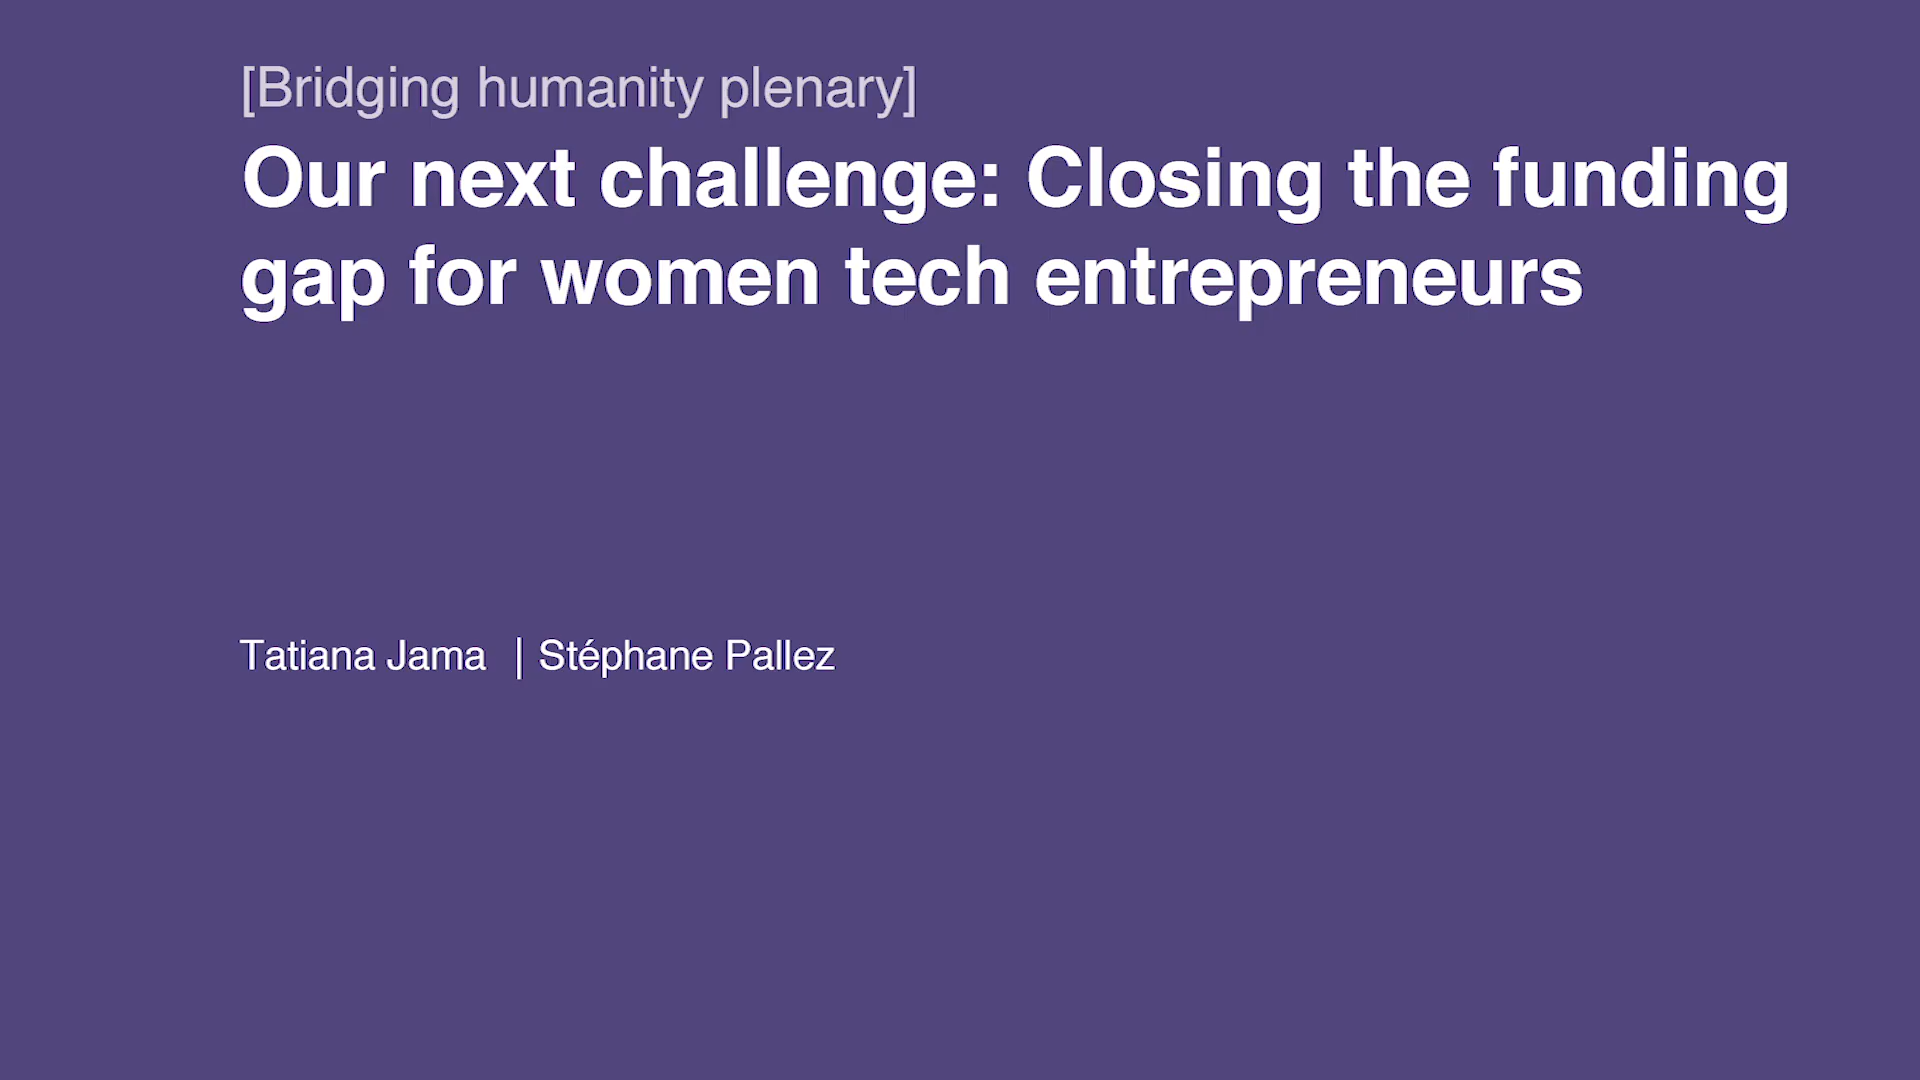 [Bridging humanity plenary]
Our next challenge: Closing the funding
gap for women tech entrepreneurs
Tatiana Jama | Stéphane Pallez